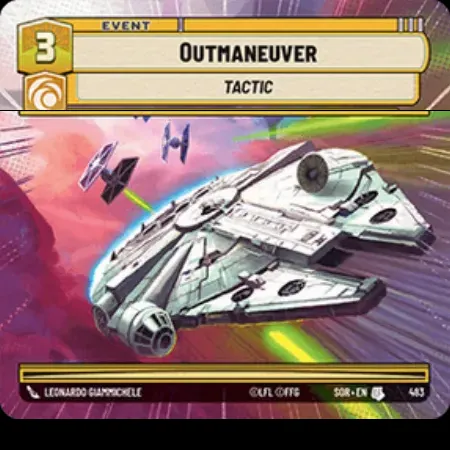 EVENT
3
OUTMANEUVER
TACTIC
LEONARDO GIAMMICHELE
©LFL ©FFG
SOR • EN
483